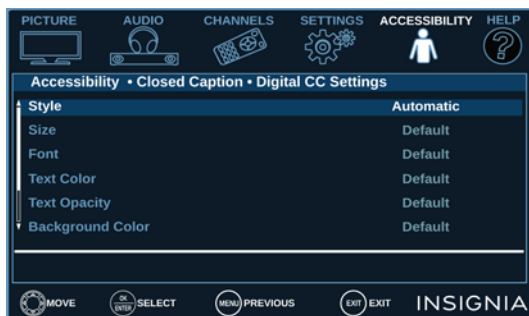 PICTURE AUDIO CHANNELS SETTINGS ACCESSIBILITY HELP
?
Accessibility • Closed Caption • Digital CC Settings
Style Automatic
Size Default
Font Default
Text Color Default
Text Opacity Default
Background Color Default
MOVE OK ENTER SELECT MENU PREVIOUS EXIT EXIT INSIGNIA